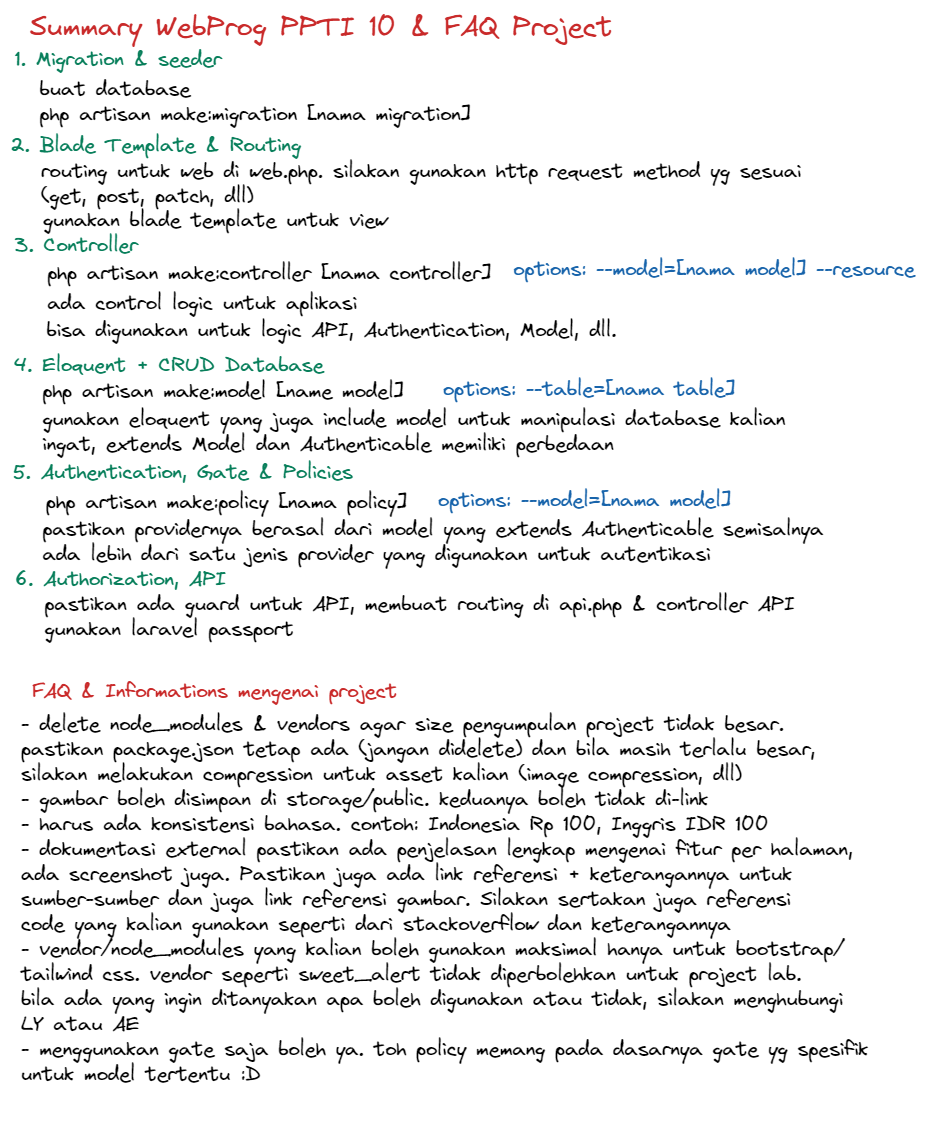 Summary WebProg PPTI 10 & FAQ Project
1. Migration & seeder
buat database
php artisan make:migration [nama migration]
2. Blade Template & Routing
routing untuk web di web.php. silakan gunakan http request method yg sesuai
(get, post, patch, dll)
gunakan blade template untuk view
3. Controller
php artisan make:controller [nama controller] options: --model=[nama model] --resource
ada control logic untuk aplikasi
bisa digunakan untuk logic API, Authentication, Model, dll.
4. Eloquent + CRUD Database
php artisan make:model [name model] options: --table=[nama table]
gunakan eloquent yang juga include model untuk manipulasi database kalian
ingat, extends Model dan Authenticable memiliki perbedaan
5. Authentication, Gate & Policies
php artisan make:policy [nama policy] options: --model=[nama model]
pastikan providernya berasal dari model yang extends Authenticable semisalnya
ada lebih dari satu jenis provider yang digunakan untuk autentikasi
6. Authorization, API
pastikan ada guard untuk API, membuat routing di api.php & controller API
gunakan laravel passport
FAQ & Informations mengenai project
- delete node_modules & vendors agar size pengumpulan project tidak besar.
pastikan package.json tetap ada (jangan didelete) dan bila masih terlalu besar,
silakan melakukan compression untuk asset kalian (image compression, dll)
- gambar boleh disimpan di storage/public. keduanya boleh tidak di-link
- harus ada konsistensi bahasa. contoh: Indonesia Rp 100, Inggris IDR 100
- dokumentasi external pastikan ada penjelasan lengkap mengenai fitur per halaman,
ada screenshot juga. Pastikan juga ada link referensi + keterangannya untuk
sumber-sumber dan juga link referensi gambar. Silakan sertakan juga referensi
code yang kalian gunakan seperti dari stackoverflow dan keterangannya
- vendor/node_modules yang kalian boleh gunakan maksimal hanya untuk bootstrap/
tailwind css. vendor seperti sweet_alert tidak diperbolehkan untuk project lab.
bila ada yang ingin ditanyakan apa boleh digunakan atau tidak, silakan menghubungi
LY atau AE
- menggunakan gate saja boleh ya. toh policy memang pada dasarnya gate yg spesifik
untuk model tertentu :D